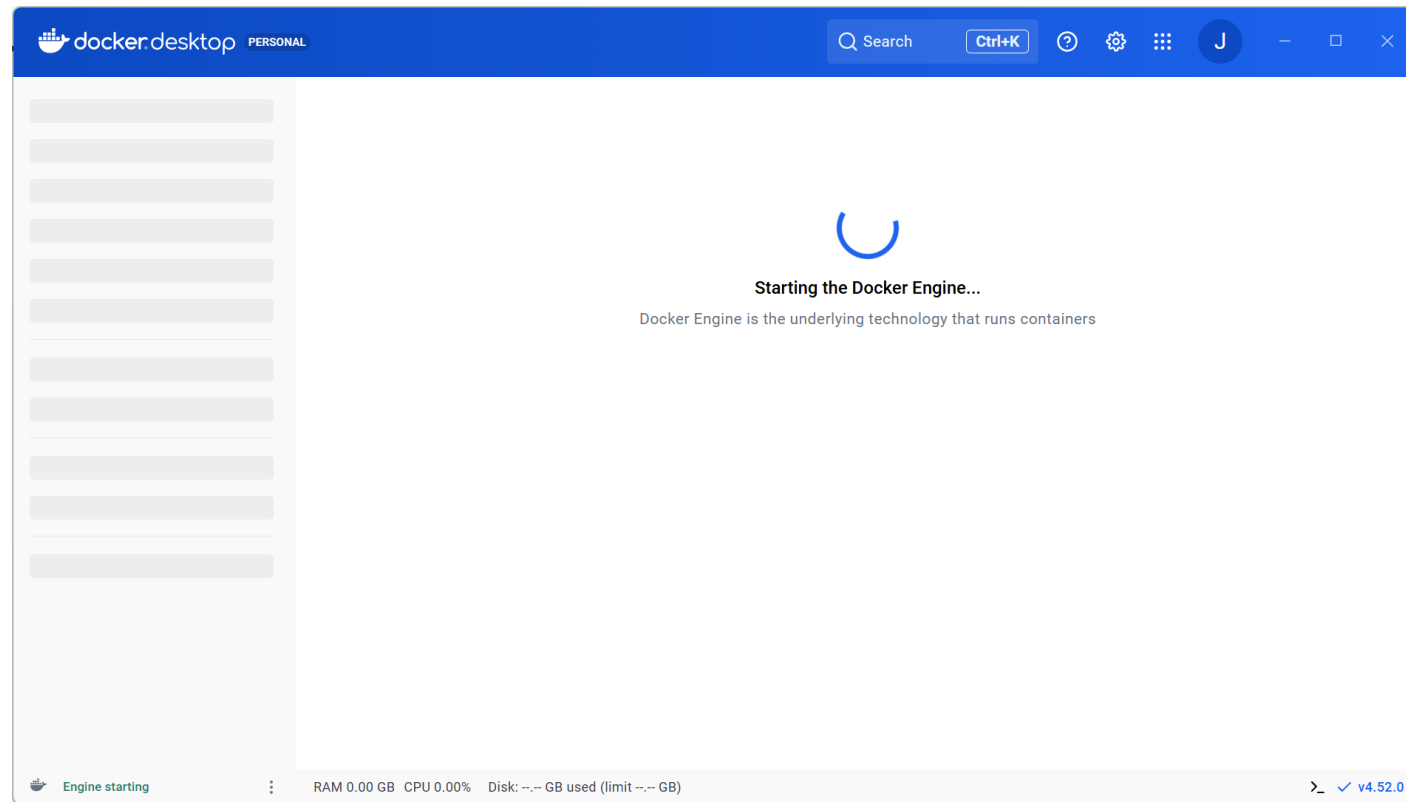 docker.desktop PERSONAL Search Ctrl+K J
Starting the Docker Engine...
Docker Engine is the underlying technology that runs containers
Engine starting RAM 0.00 GB CPU 0.00% Disk: --.-- GB used (limit --.-- GB) v4.52.0